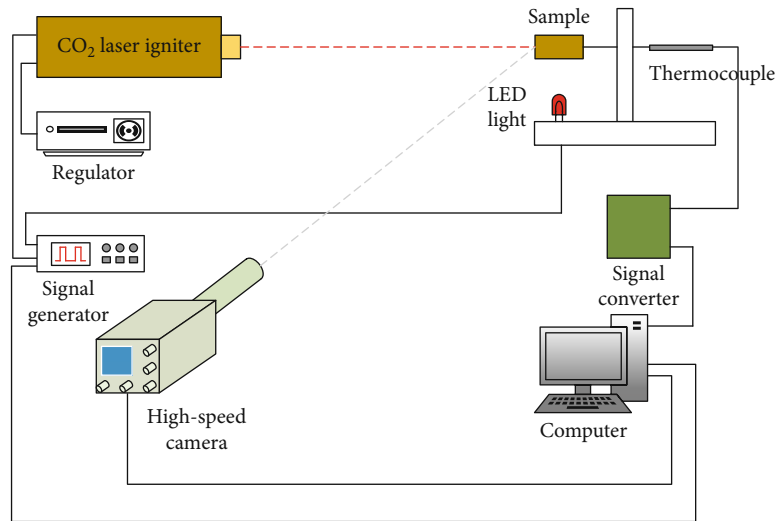 Sample
CO₂ laser igniter
Thermocouple
LED
light
Regulator
Signal
generator
Signal
converter
High-speed
camera
Computer